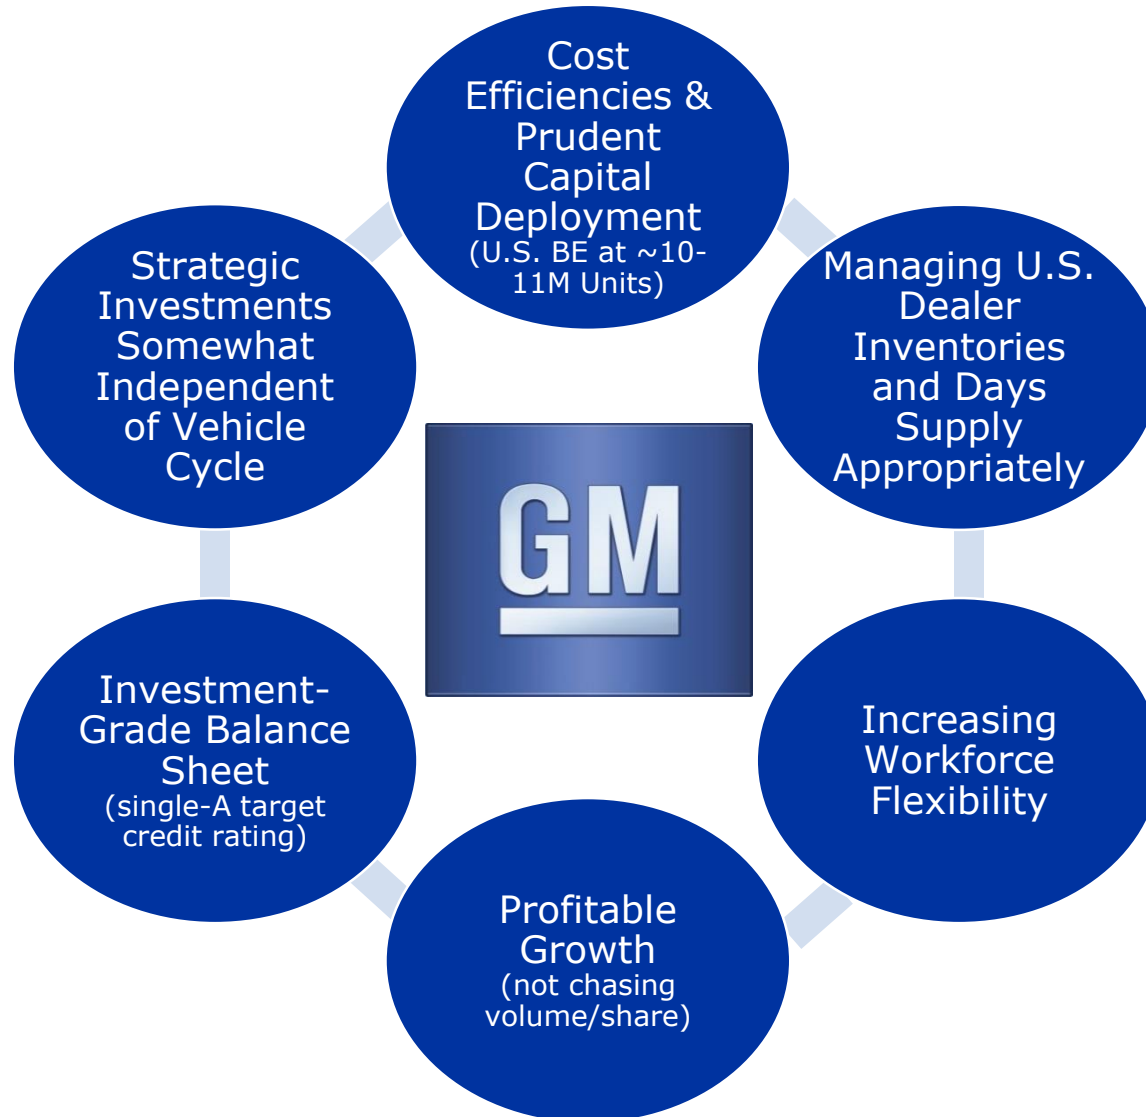 Cost
Efficiencies &
Prudent
Capital
Deployment
(U.S. BE at ~10-
11M Units)
Managing U.S.
Dealer
Inventories
and Days
Supply
Appropriately
Increasing
Workforce
Flexibility
Profitable
Growth
(not chasing
volume/share)
Investment-
Grade Balance
Sheet
(single-A target
credit rating)
Strategic
Investments
Somewhat
Independent
of Vehicle
Cycle
GM